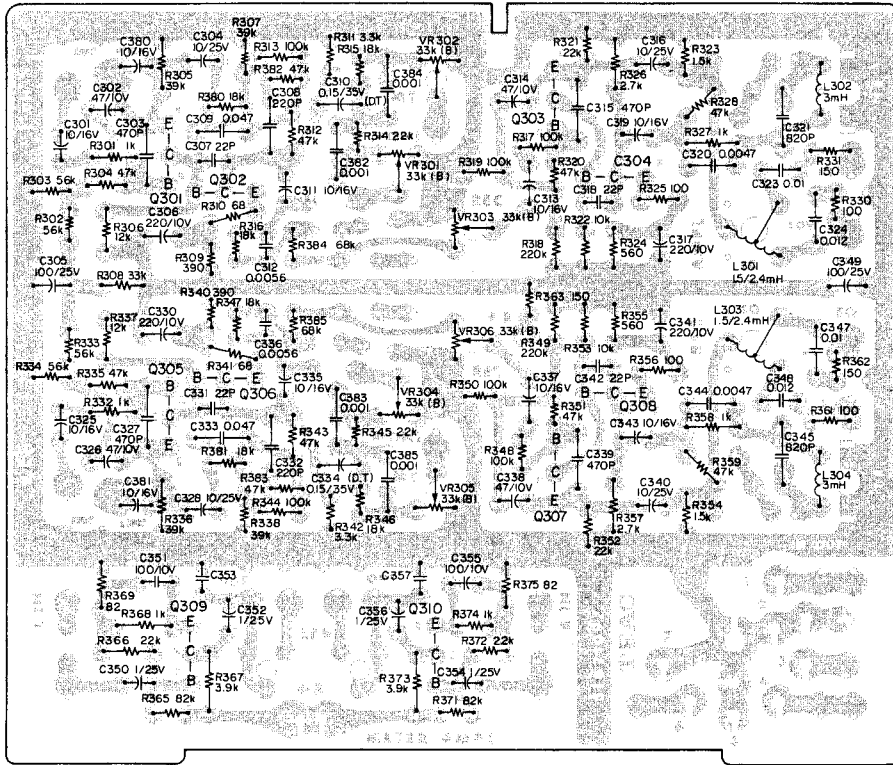 R307
39k
R311 3.3k
R315 18k
VR302
33k (B)
C380
10/16V
C304
10/25V
R313 100k
R382 47k
R305
39k
C310
0.15/35V
(D.T)
C384
0.001
R321
22k
C316
10/25V
R323
1.5k
R326
2.7k
C314
47/10V
L302
3mH
C302
47/10V
R380 18k
C308
220P
Q303
C315 470P
R328
47k
C301
10/16V
C303
470P
C309 0.047
R312
47k
R314 22k
C319 10/16V
C321
820P
R301 1k
C307 22P
C382
0.001
R317 100k
R327 1k
R331
150
R303 56k
R304 47k
Q301
Q302
VR301
33k (B)
R319 100k
R320
47k
C304
C320 0.0047
C323 0.01
E
C
B
B-C-E
C311 10/16V
C313
10/16V
C318 22P
B-C-E
R325 100
R330
100
R302
56k
R306
12k
C306
220/10V
R310 68
R316
18k
VR303 33k (B)
R322 10k
C324
0.012
R309
390
C312
0.0056
R384 68k
R318
220k
R324
560
C317
220/10V
C305
100/25V
R308 33k
L301
1.5/2.4mH
C349
100/25V
R340 390
R347 18k
R363 150
L303
1.5/2.4mH
R337
12k
C330
220/10V
R385
68k
VR306 33k (B)
R355
560
C341
220/10V
C347
0.01
R333
56k
C336
0.0056
R349
220k
R353 10k
R362
150
R334 56k
R335 47k
Q305
R341 68
B-C-E
Q306
C335
10/16V
VR304
33k (B)
R350 100k
C337
10/16V
C342 22P
B-C-E
R356 100
C348
0.012
R332 1k
C331 22P
C383
0.001
R351
47k
Q308
C344 0.0047
R358 1k
R361 100
C325
10/16V
C327
470P
B
C
E
C333 0.047
R343
47k
R345 22k
C343 10/16V
C326 47/10V
R381 18k
C332
220P
C385
0.001
R348
100k
C339
470P
R359
47k
C345
820P
R383
47k
C334 (D.T)
0.15/35V
VR305
33k (B)
C338
47/10V
L304
3mH
C381
10/16V
C328 10/25V
R344 100k
R346
18k
Q307
C340
10/25V
R354
1.5k
R336
39k
R338
39k
R342
3.3k
R352
22k
R357
2.7k
C351
100/10V
C353
C357
C355
100/10V
R375 82
R369
82
Q309
C352
1/25V
C356
1/25V
Q310
R368 1k
E
C
B
R374 1k
R366 22k
R372 22k
C350 1/25V
R367
3.9k
R373
3.9k
C354 1/25V
R365 82k
R371 82k